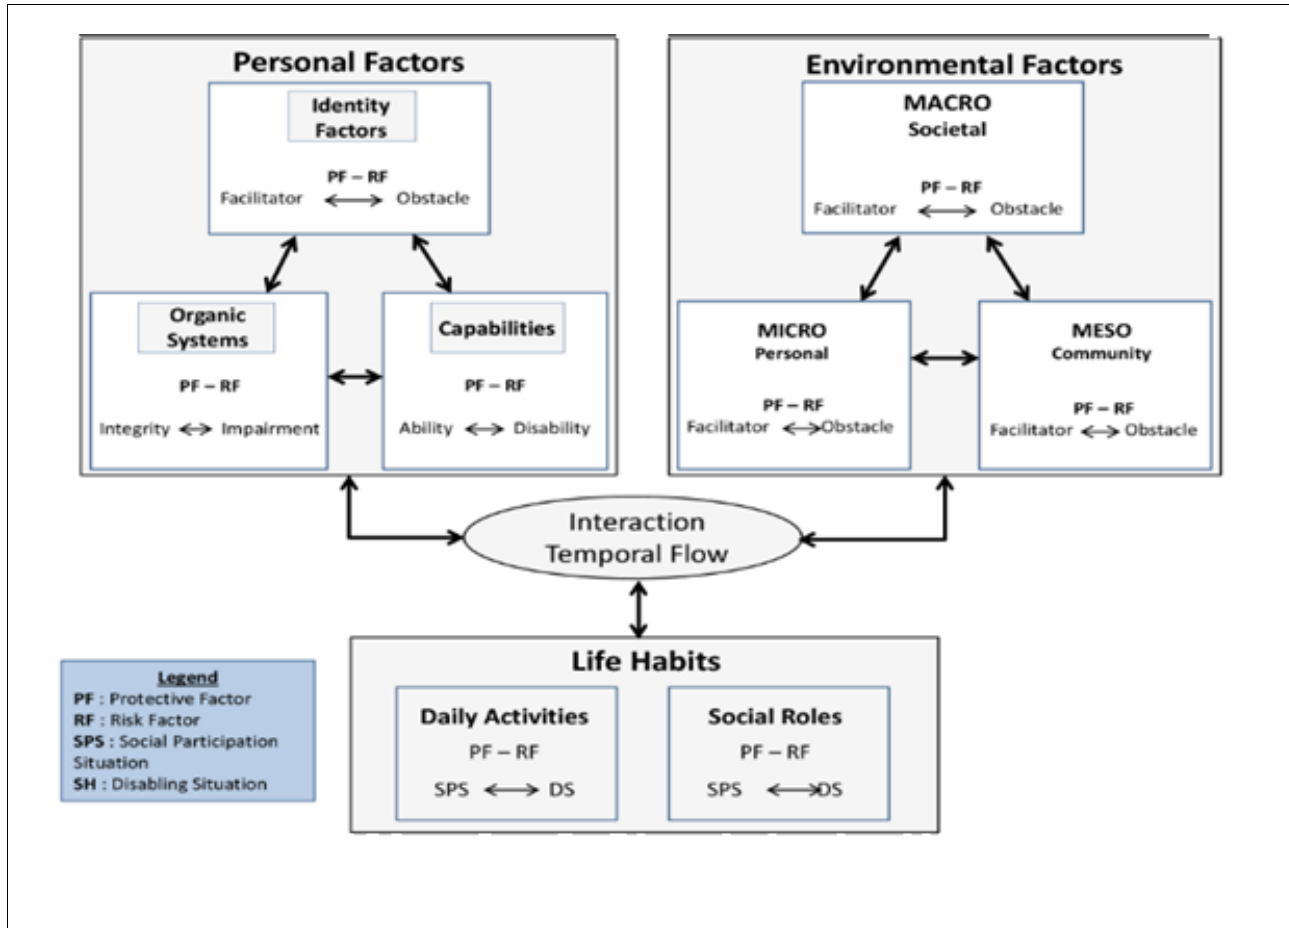 Personal Factors
Identity
Factors
PF – RF
Facilitator
Obstacle
Organic
Systems
PF – RF
Integrity
Impairment
Capabilities
PF – RF
Ability
Disability
Environmental Factors
MACRO
Societal
PF – RF
Facilitator
Obstacle
MICRO
Personal
PF – RF
Facilitator
Obstacle
MESO
Community
PF – RF
Facilitator
Obstacle
Interaction
Temporal Flow
Life Habits
Daily Activities
PF – RF
SPS
DS
Social Roles
PF – RF
SPS
DS
Legend
PF : Protective Factor
RF : Risk Factor
SPS : Social Participation
Situation
SH : Disabling Situation